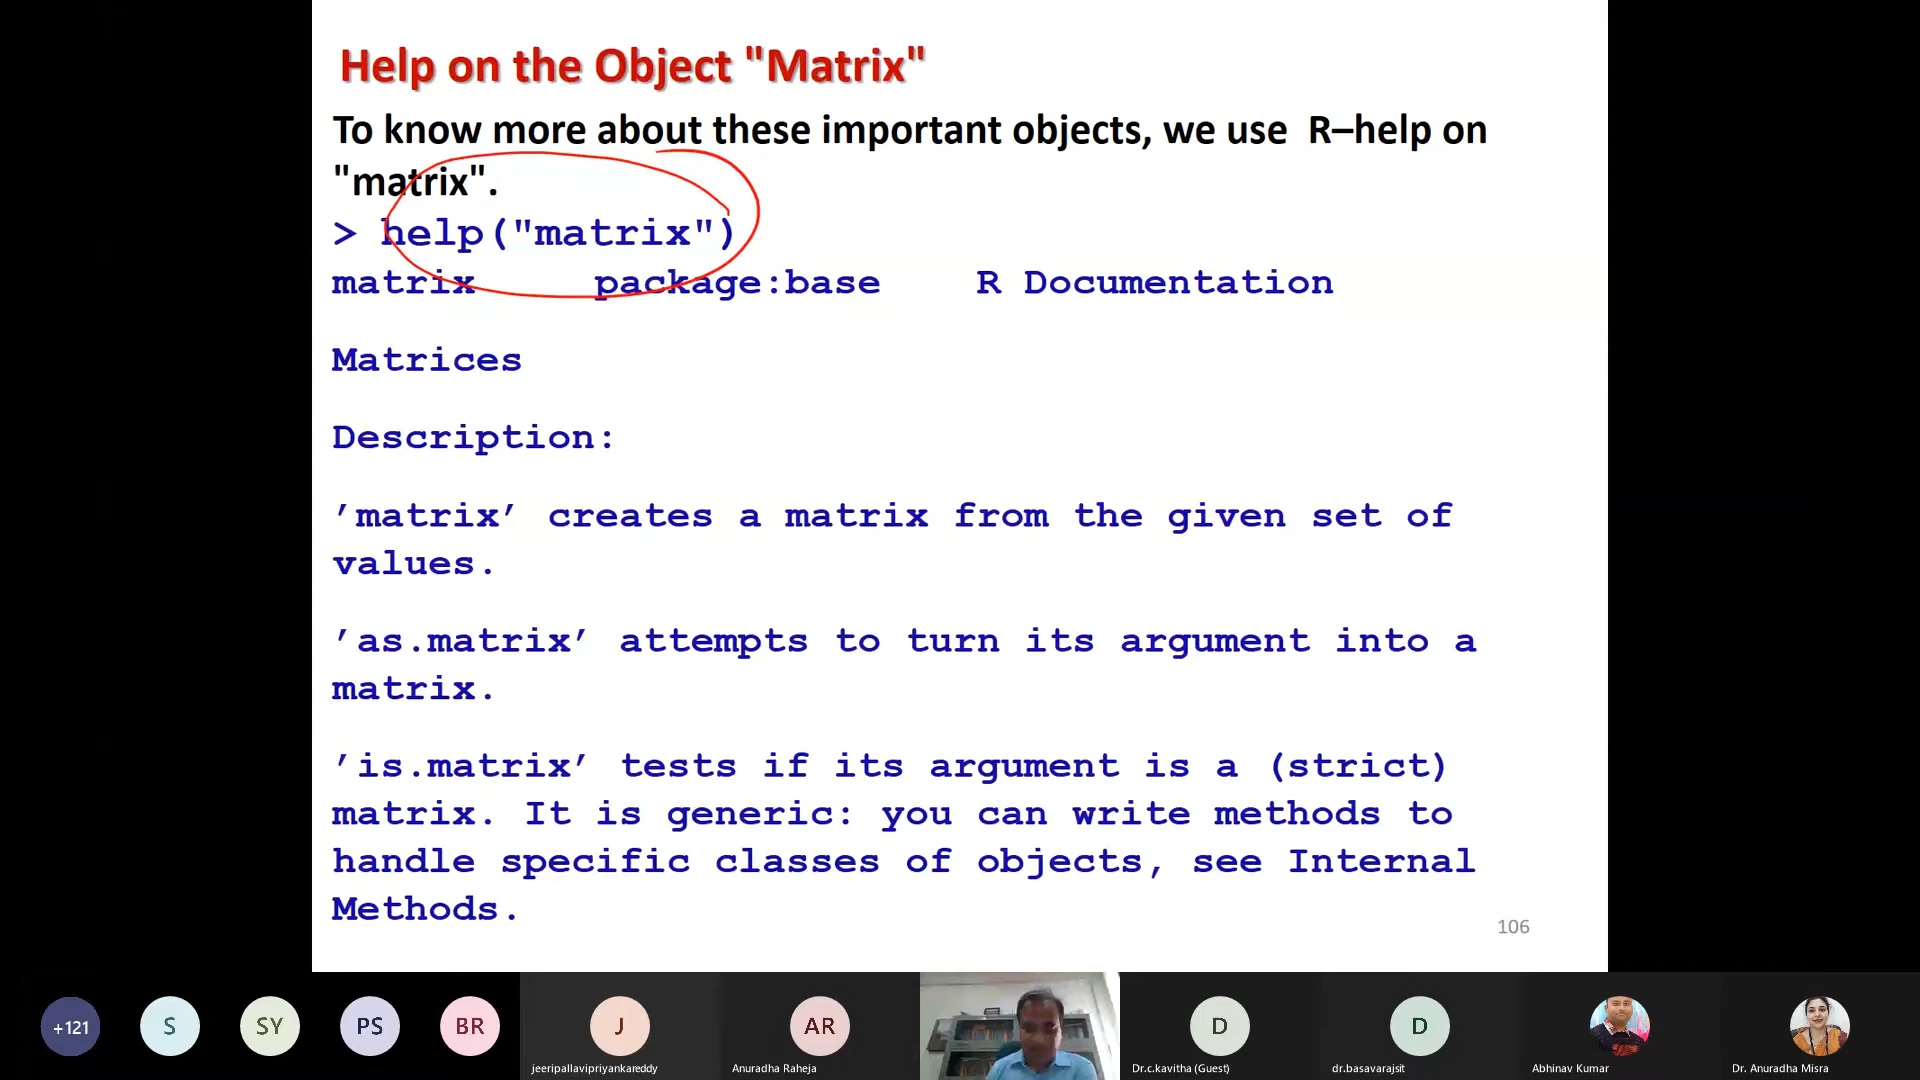 Help on the Object "Matrix"
To know more about these important objects, we use R–help on
"matrix".
> help("matrix")
matrix package:base R Documentation
Matrices
Description:
’matrix’ creates a matrix from the given set of
values.
’as.matrix’ attempts to turn its argument into a
matrix.
’is.matrix’ tests if its argument is a (strict)
matrix. It is generic: you can write methods to
handle specific classes of objects, see Internal
Methods.
106
+121 S SY PS BR J AR D D
jeeripallavipriyankareddy Anuradha Raheja Dr.c.kavitha (Guest) dr.basavarajsit Abhinav Kumar Dr. Anuradha Misra